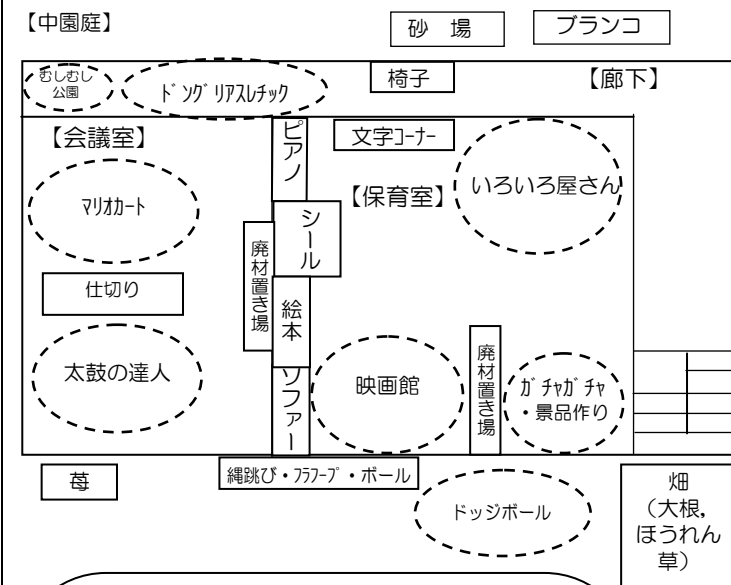 【中園庭】
砂　場
ブランコ
むしむし
公園
ﾄﾞﾝｸﾞﾘｱｽﾚﾁｯｸ
椅子
【廊下】
【会議室】
ピアノ
文字ｺｰﾅｰ
【保育室】
いろいろ屋さん
ﾏﾘｵｶｰﾄ
シール
廃材置き場
仕切り
絵本
太鼓の達人
ソファー
映画館
廃材置き場
ｶﾞﾁｬｶﾞﾁｬ
・景品作り
苺
縄跳び・ﾌﾗﾌｰﾌﾟ・ボール
ドッジボール
畑
（大根，
ほうれん
草）